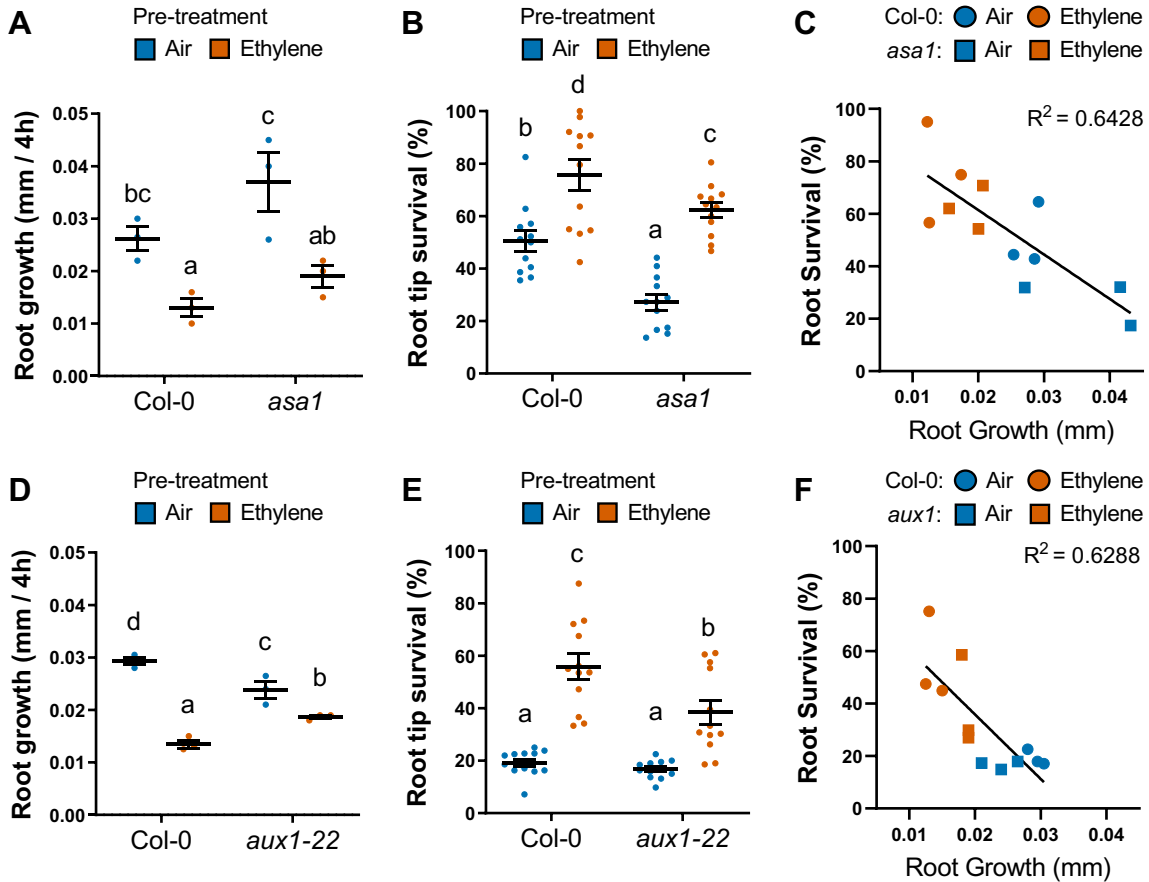 A
Pre-treatment
Air Ethylene
Root growth (mm / 4h)
0.05
0.04
0.03
0.02
0.01
0.00
bc
a
c
ab
Col-0 asa1
B
Pre-treatment
Air Ethylene
Root tip survival (%)
100
80
60
40
20
0
b
d
a
c
Col-0 asa1
C
Col-0: Air Ethylene
asa1: Air Ethylene
R² = 0.6428
Root Survival (%)
100
80
60
40
20
0
0.01 0.02 0.03 0.04
Root Growth (mm)
D
Pre-treatment
Air Ethylene
Root growth (mm / 4h)
0.05
0.04
0.03
0.02
0.01
0.00
d
a
c
b
Col-0 aux1-22
E
Pre-treatment
Air Ethylene
Root tip survival (%)
100
80
60
40
20
0
a
c
a
b
Col-0 aux1-22
F
Col-0: Air Ethylene
aux1: Air Ethylene
R² = 0.6288
Root Survival (%)
100
80
60
40
20
0
0.01 0.02 0.03 0.04
Root Growth (mm)